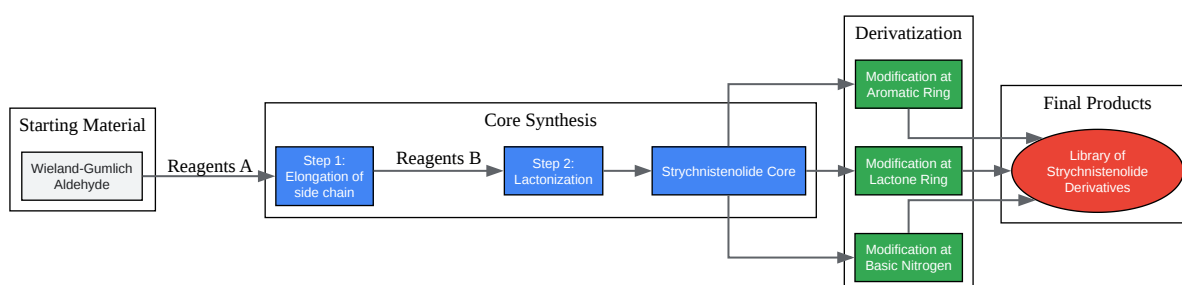 Starting Material
Wieland-Gumlich
Aldehyde
Reagents A
Core Synthesis
Step 1:
Elongation of
side chain
Reagents B
Step 2:
Lactonization
Strychnistenolide Core
Derivatization
Modification at
Aromatic Ring
Modification at
Lactone Ring
Modification at
Basic Nitrogen
Final Products
Library of
Strychnistenolide
Derivatives